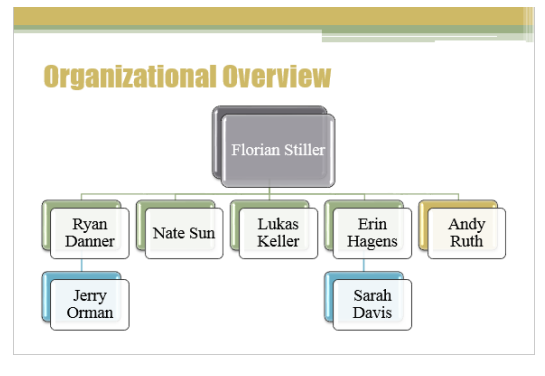 Organizational Overview
Florian Stiller
Ryan
Danner
Nate Sun
Lukas
Keller
Erin
Hagens
Andy
Ruth
Jerry
Orman
Sarah
Davis